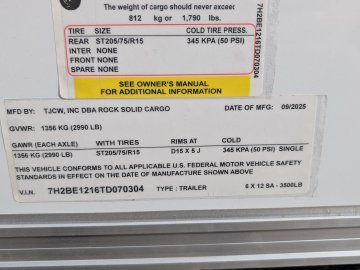 The weight of cargo should never exceed
812 kg or 1,790 lbs.
TIRE SIZE COLD TIRE PRESS.
REAR ST205/75/R15 345 KPA (50 PSI)
INTER NONE
FRONT NONE
SPARE NONE
7H2BE1216TD070304
SEE OWNER'S MANUAL
FOR ADDITIONAL INFORMATION
MFD BY: TJCW, INC DBA ROCK SOLID CARGO DATE OF MFG: 09/2025
GVWR: 1356 KG (2990 LB)
GAWR (EACH AXLE) TIRES RIMS AT COLD
1356 KG (2990 LB) ST205/75/R15 D15 X 5 J 345 KPA (50 PSI) SINGLE
THIS VEHICLE CONFORMS TO ALL APPLICABLE U.S. FEDERAL MOTOR VEHICLE SAFETY
STANDARDS IN EFFECT ON THE DATE OF MANUFACTURE SHOWN ABOVE
V.I.N. 7H2BE1216TD070304 TYPE : TRAILER 6 X 12 SA - 3500LB